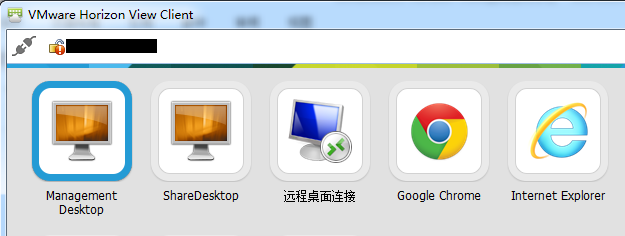 VMware Horizon View Client
Management
Desktop
ShareDesktop
远程桌面连接
Google Chrome
Internet Explorer